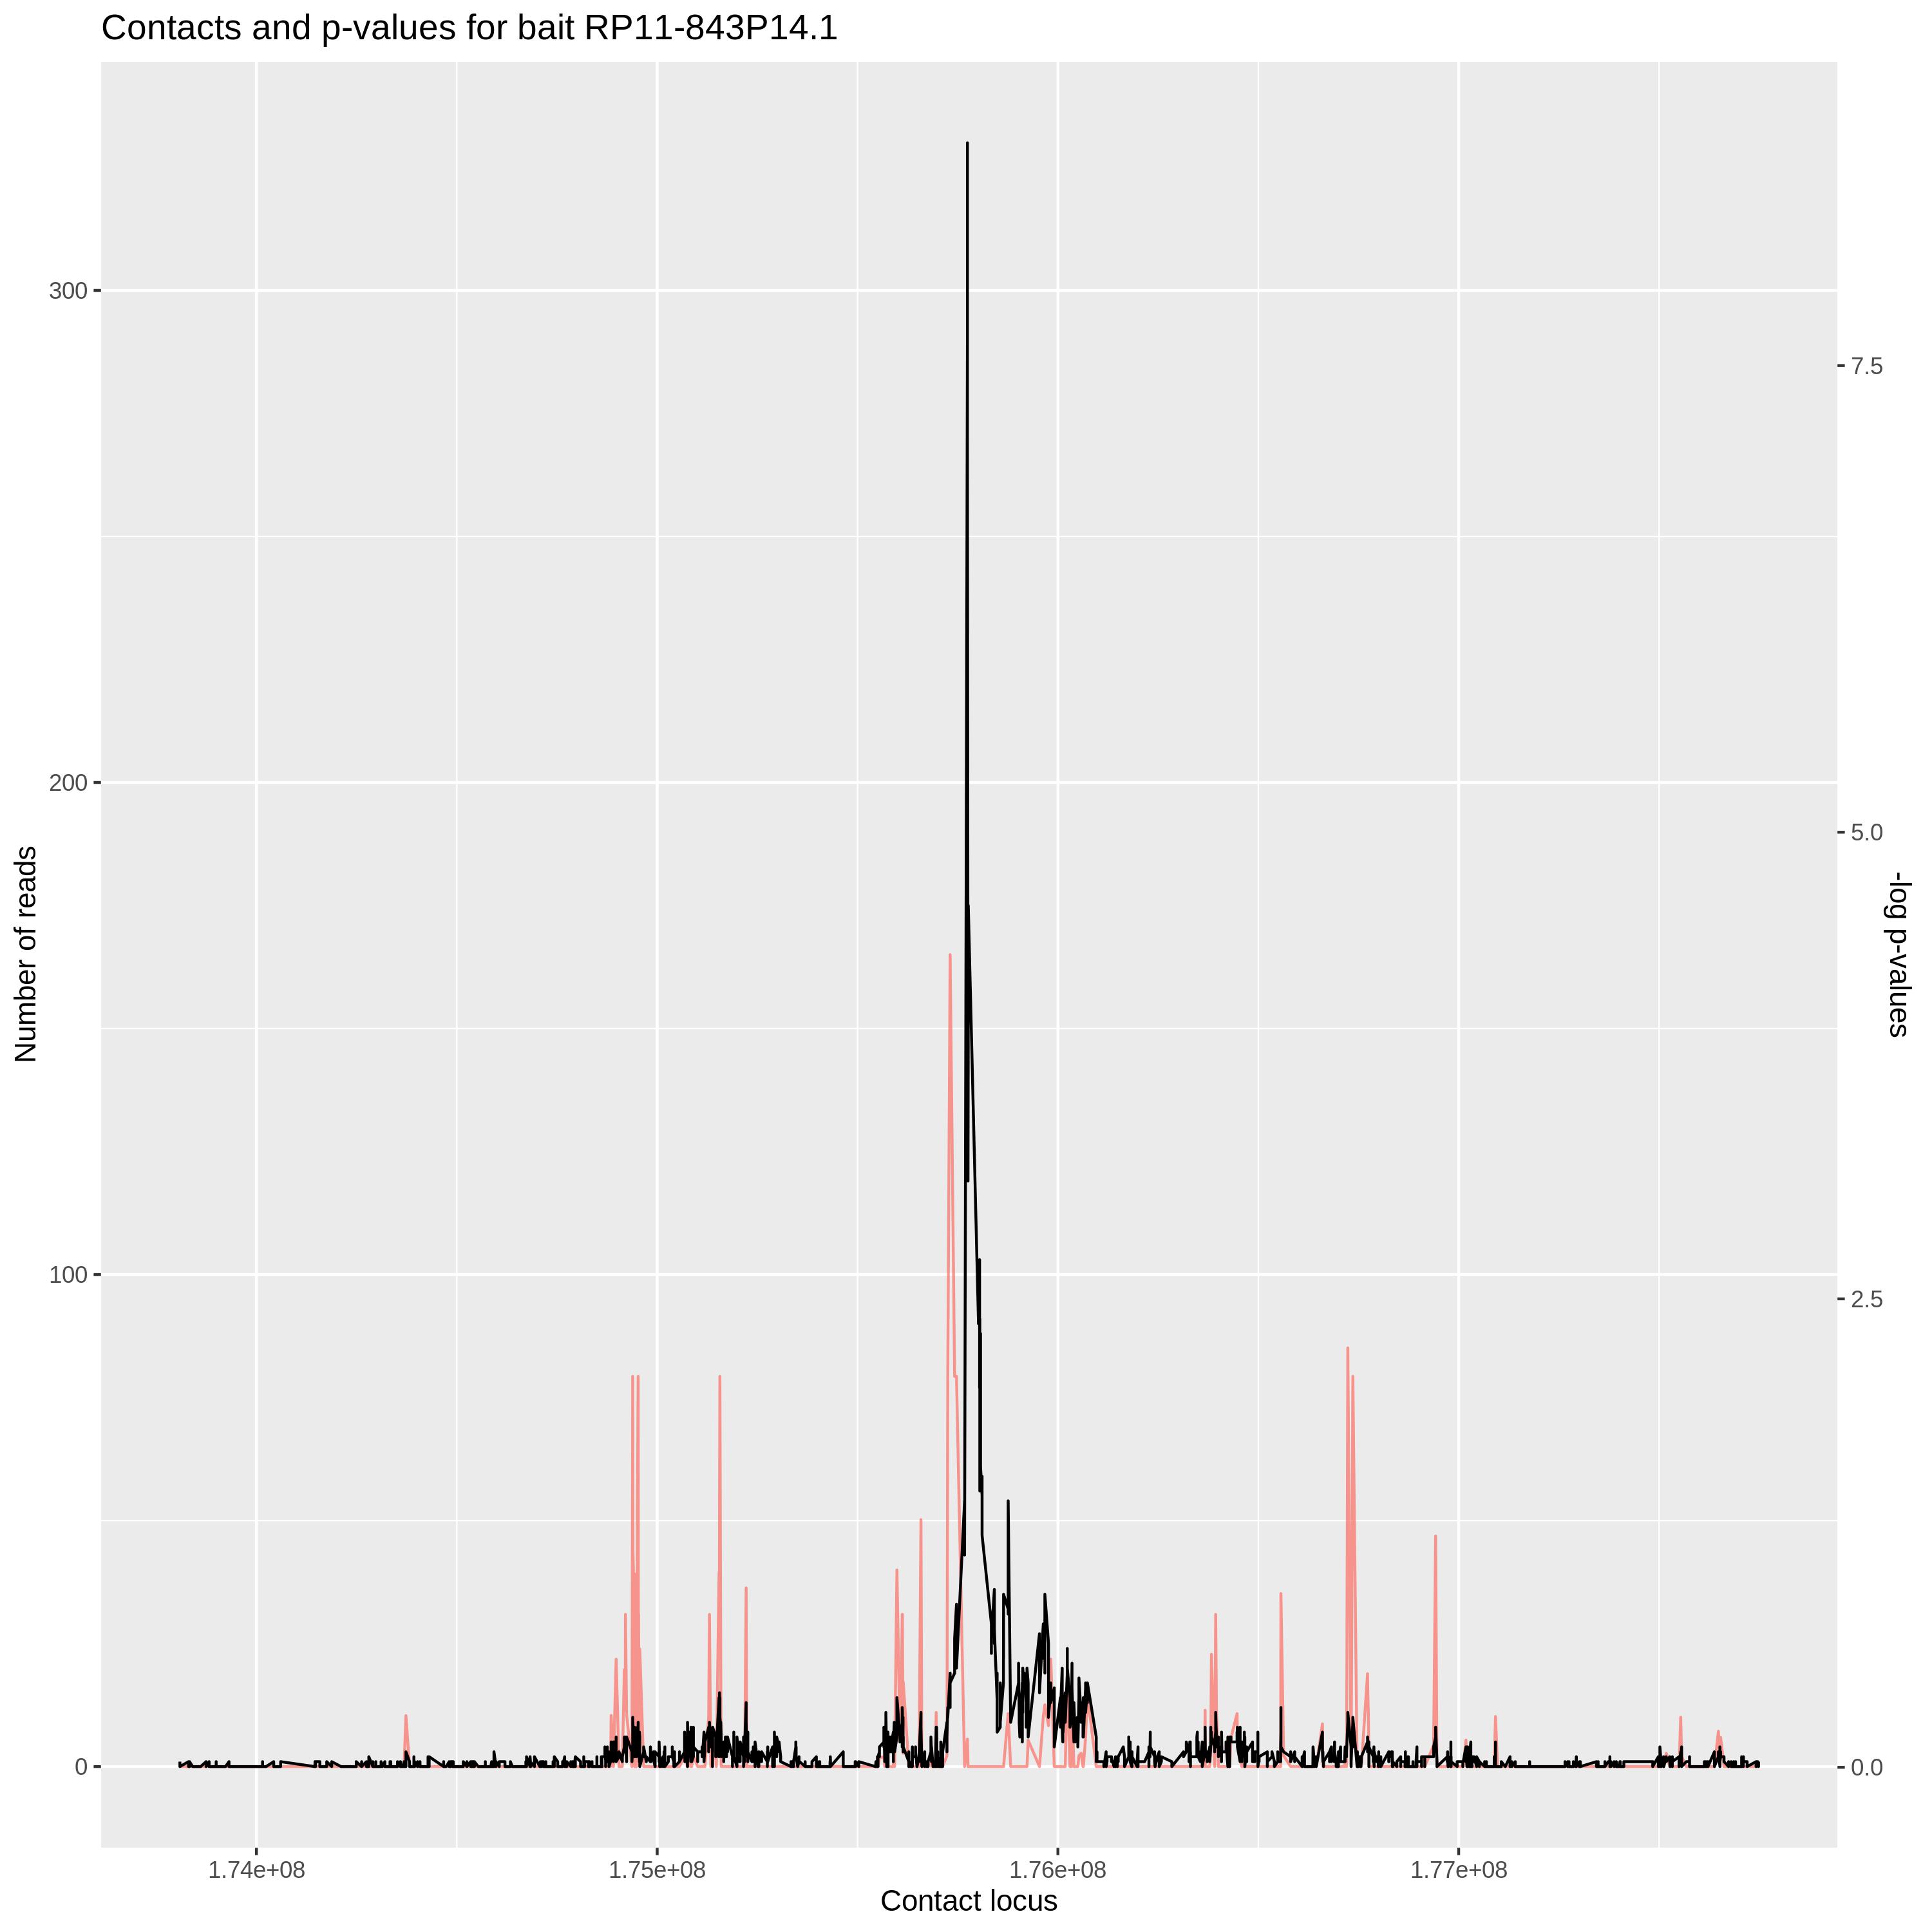 Contacts and p-values for bait RP11-843P14.1
300
200
100
0
7.5
5.0
2.5
0.0
Number of reads
-log p-values
1.74e+08
1.75e+08
1.76e+08
1.77e+08
Contact locus